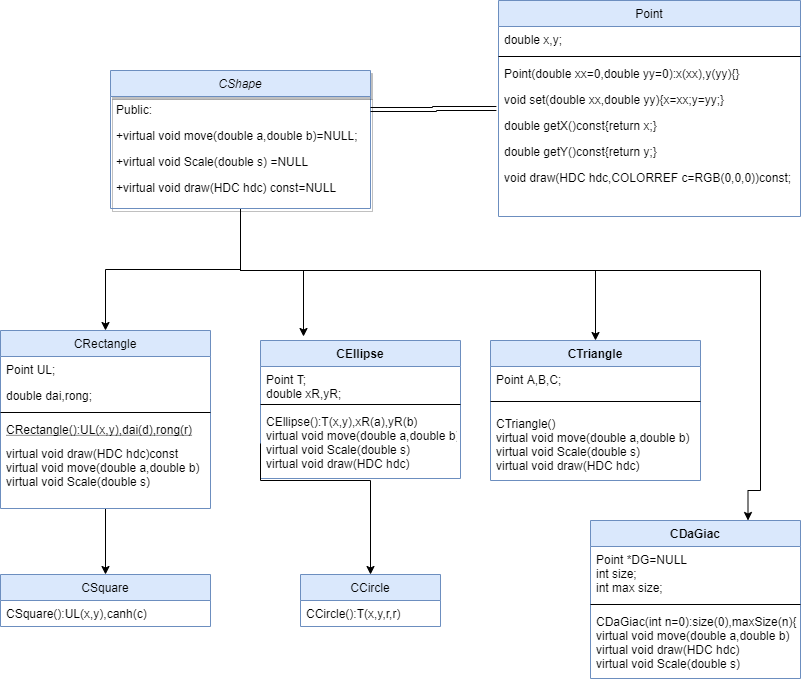 Point
double x,y;
Point(double xx=0,double yy=0):x(xx),y(yy){}
void set(double xx,double yy){x=xx;y=yy;}
double getX()const{return x;}
double getY()const{return y;}
void draw(HDC hdc,COLORREF c=RGB(0,0,0))const;
CShape
Public:
+virtual void move(double a,double b)=NULL;
+virtual void Scale(double s) =NULL
+virtual void draw(HDC hdc) const=NULL
CRectangle
Point UL;
double dai,rong;
CRectangle():UL(x,y),dai(d),rong(r)
virtual void draw(HDC hdc)const
virtual void move(double a,double b)
virtual void Scale(double s)
CEllipse
Point T;
double xR,yR;
CEllipse():T(x,y),xR(a),yR(b)
virtual void move(double a,double b
virtual void Scale(double s)
virtual void draw(HDC hdc)
CTriangle
Point A,B,C;
CTriangle()
virtual void move(double a,double b)
virtual void Scale(double s)
virtual void draw(HDC hdc)
CDaGiac
Point *DG=NULL
int size;
int max size;
CDaGiac(int n=0):size(0),maxSize(n){
virtual void move(double a,double b)
virtual void draw(HDC hdc)
virtual void Scale(double s)
CSquare
CSquare():UL(x,y),canh(c)
CCircle
CCircle():T(x,y,r,r)